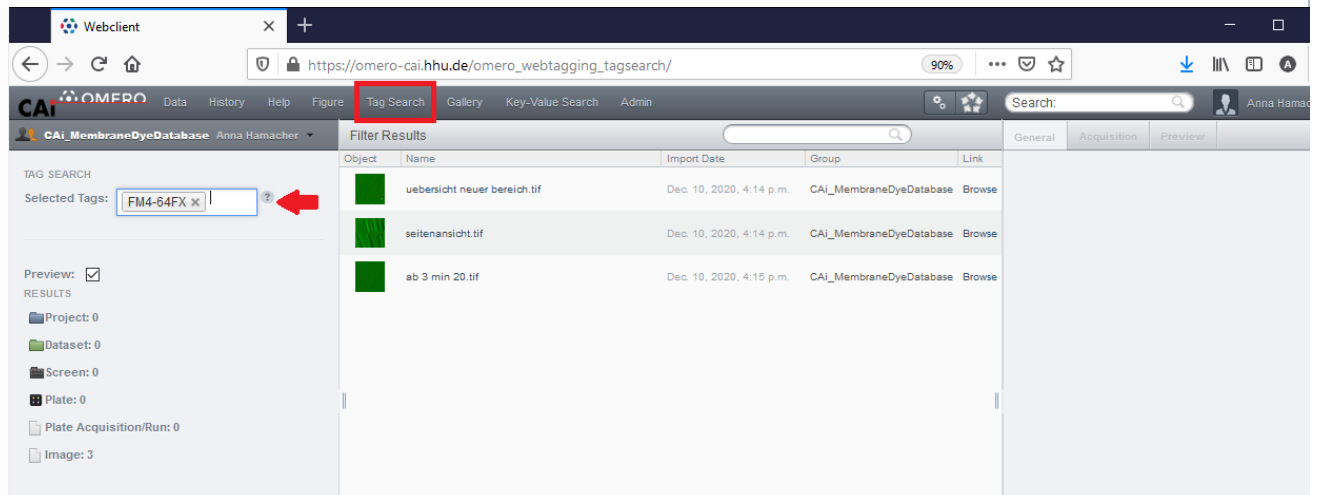 Webclient
https://omero-cai.hhu.de/omero_webtagging_tagsearch/ 90%
CAi OMERO Data History Help Figure Tag Search Gallery Key-Value Search Admin Search: Anna Hamac
CAi_MembraneDyeDatabase Anna Hamacher Filter Results General Acquisition Preview
Object Name Import Date Group Link
TAG SEARCH
Selected Tags: FM4-64FX × ?
uebersicht neuer bereich.tif Dec. 10, 2020, 4:14 p.m. CAi_MembraneDyeDatabase Browse
seitenansicht.tif Dec. 10, 2020, 4:14 p.m. CAi_MembraneDyeDatabase Browse
ab 3 min 20.tif Dec. 10, 2020, 4:15 p.m. CAi_MembraneDyeDatabase Browse
Preview:
RESULTS
Project: 0
Dataset: 0
Screen: 0
Plate: 0
Plate Acquisition/Run: 0
Image: 3